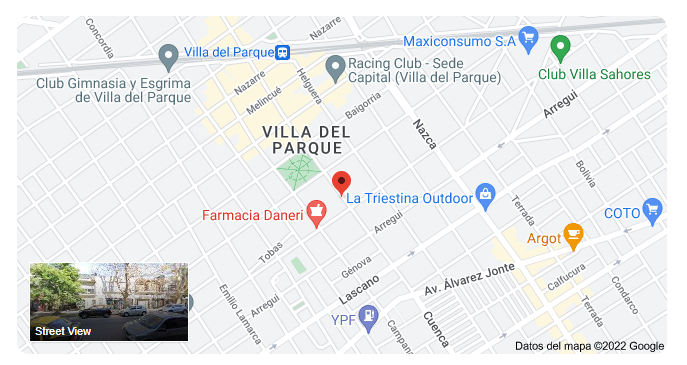 Concordia
Villa del Parque
Maxiconsumo S.A
Club Gimnasia y Esgrima
de Villa del Parque
Nazarre
Helguera
Racing Club - Sede
Capital (Villa del Parque)
Nazarre
Club Villa Sahores
Melincué
Baigorria
Arregui
VILLA DEL
PARQUE
Nazca
Bolivia
La Triestina Outdoor
Terrada
COTO
Farmacia Daneri
Arregui
Argot
Tobas
Génova
Av. Álvarez Jonte
Calfucura
Condarco
Emilio Lamarca
Arregui
Lascano
Terrada
YPF
Campana
Cuenca
Street View
Datos del mapa ©2022 Google